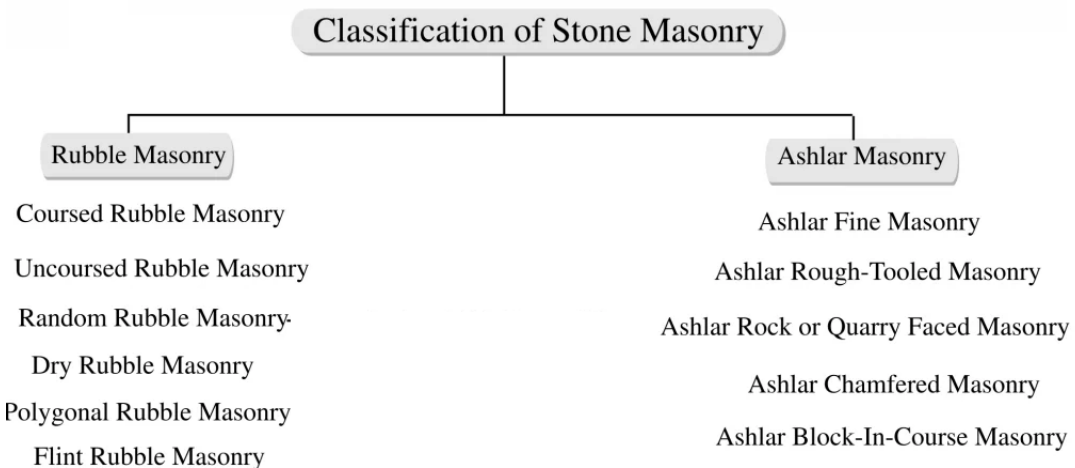 Classification of Stone Masonry
Rubble Masonry
Coursed Rubble Masonry
Uncoursed Rubble Masonry
Random Rubble Masonry
Dry Rubble Masonry
Polygonal Rubble Masonry
Flint Rubble Masonry
Ashlar Masonry
Ashlar Fine Masonry
Ashlar Rough-Tooled Masonry
Ashlar Rock or Quarry Faced Masonry
Ashlar Chamfered Masonry
Ashlar Block-In-Course Masonry